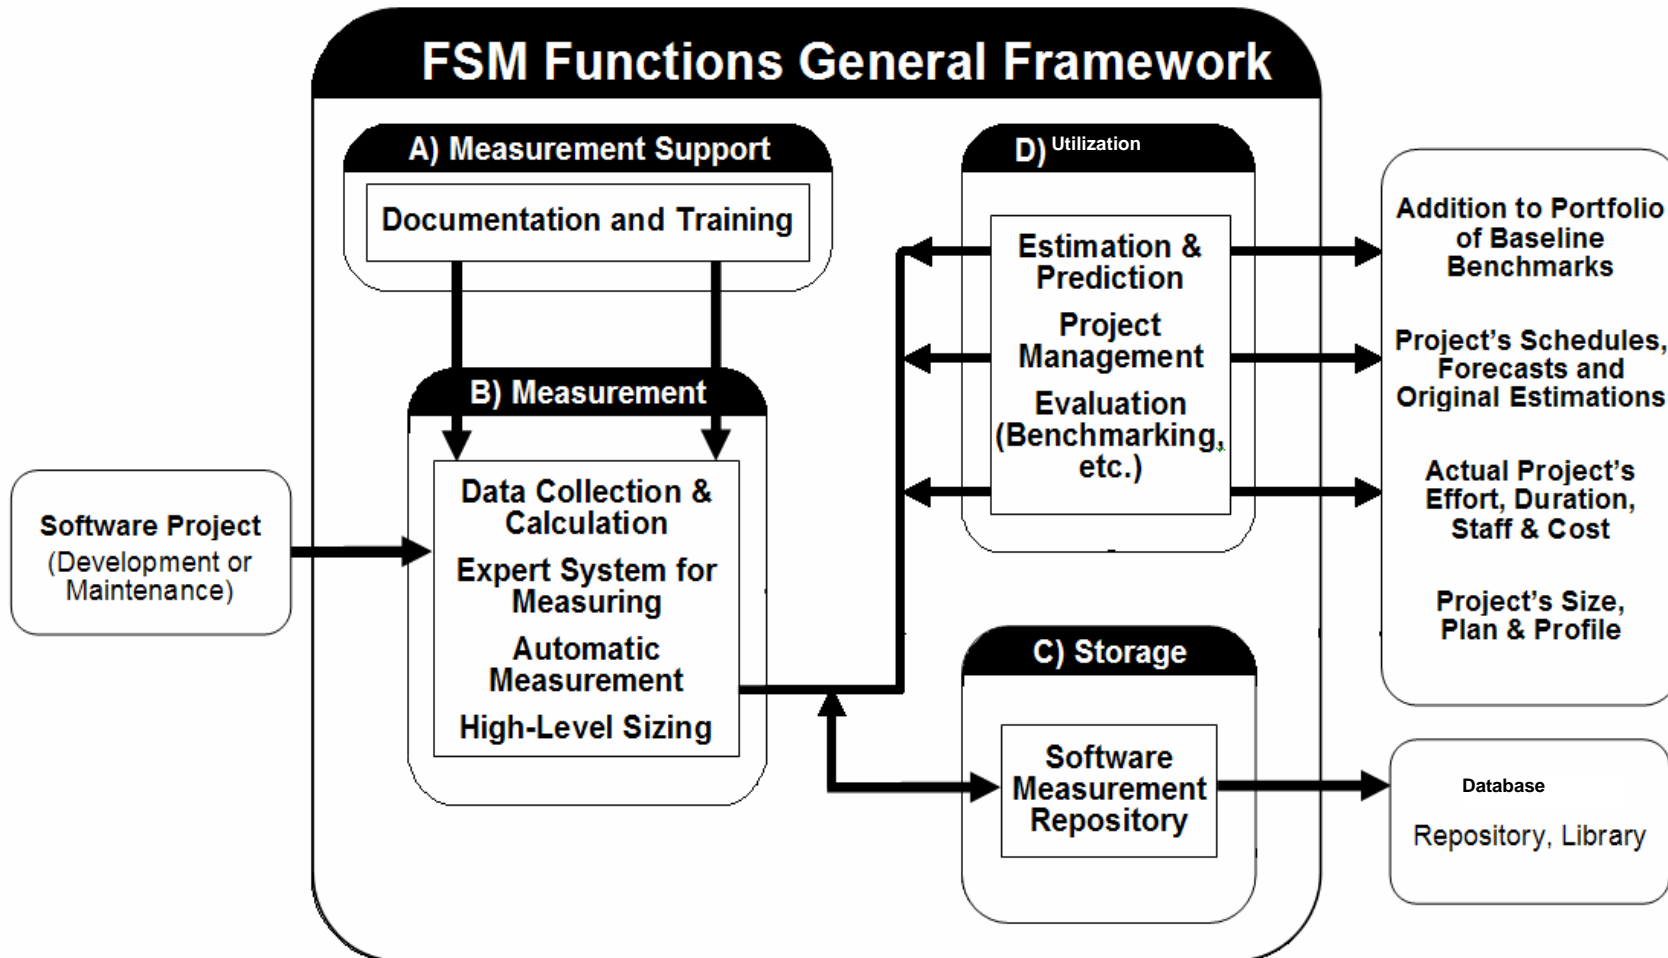 FSM Functions General Framework
A) Measurement Support
Documentation and Training
B) Measurement
Data Collection &
Calculation
Expert System for
Measuring
Automatic
Measurement
High-Level Sizing
Software Project
(Development or
Maintenance)
D) Utilization
Estimation &
Prediction
Project
Management
Evaluation
(Benchmarking,
etc.)
C) Storage
Software
Measurement
Repository
Addition to Portfolio
of Baseline
Benchmarks
Project's Schedules,
Forecasts and
Original Estimations
Actual Project's
Effort, Duration,
Staff & Cost
Project's Size,
Plan & Profile
Database
Repository, Library